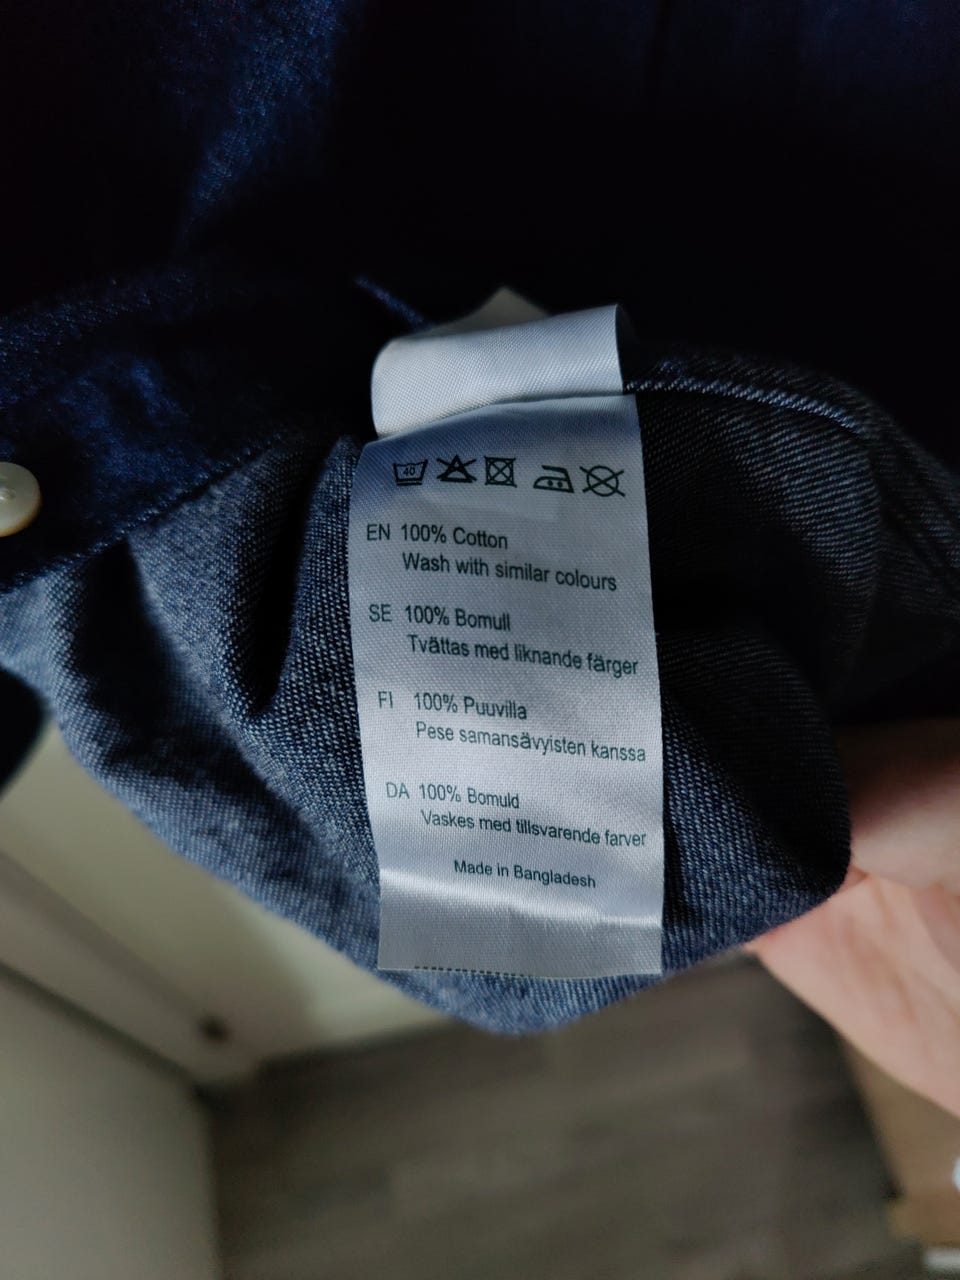 40
EN 100% Cotton
Wash with similar colours
SE 100% Bomull
Tvättas med liknande färger
FI 100% Puuvilla
Pese samansävyisten kanssa
DA 100% Bomuld
Vaskes med tillsvarende farver
Made in Bangladesh